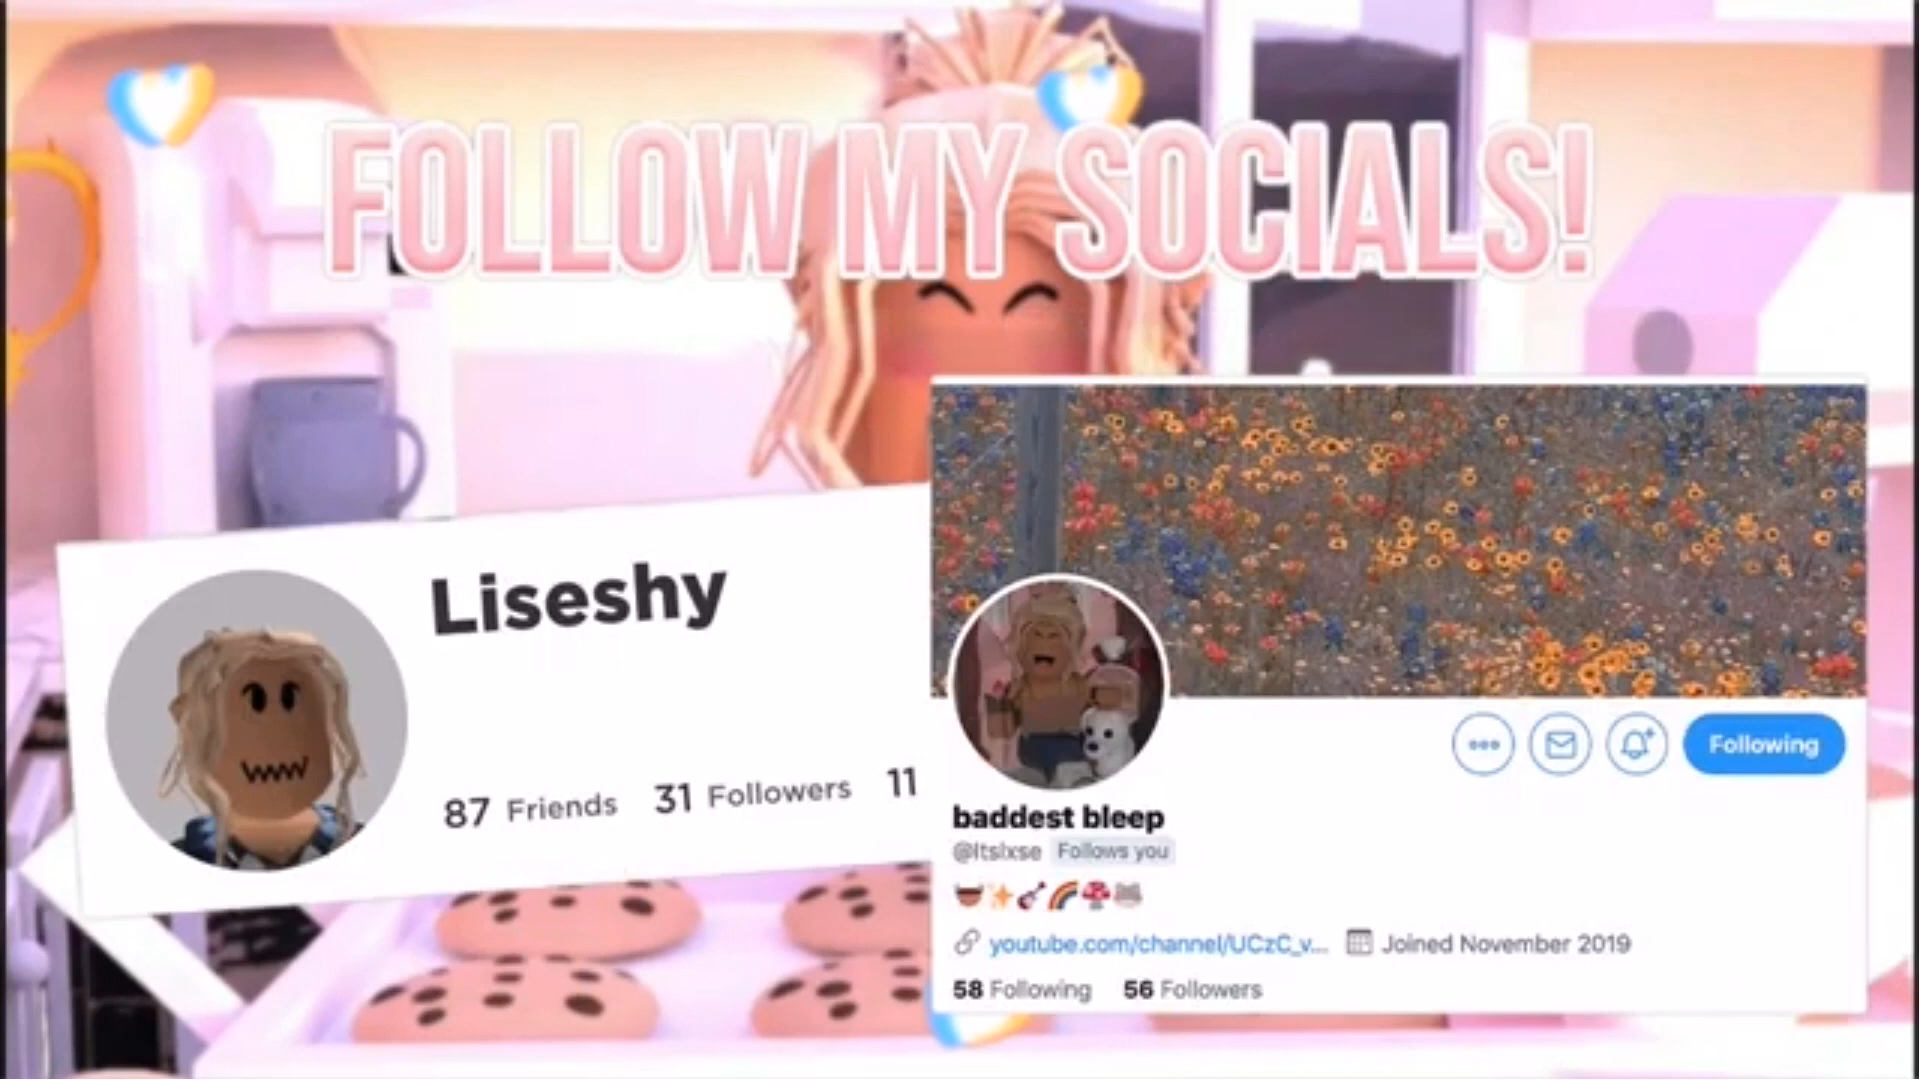 FOLLOW MY SOCIALS!
Liseshy
87 Friends 31 Followers 11
Following
baddest bleep
@Itslxse Follows you
youtube.com/channel/UCzC_v... Joined November 2019
58 Following 56 Followers